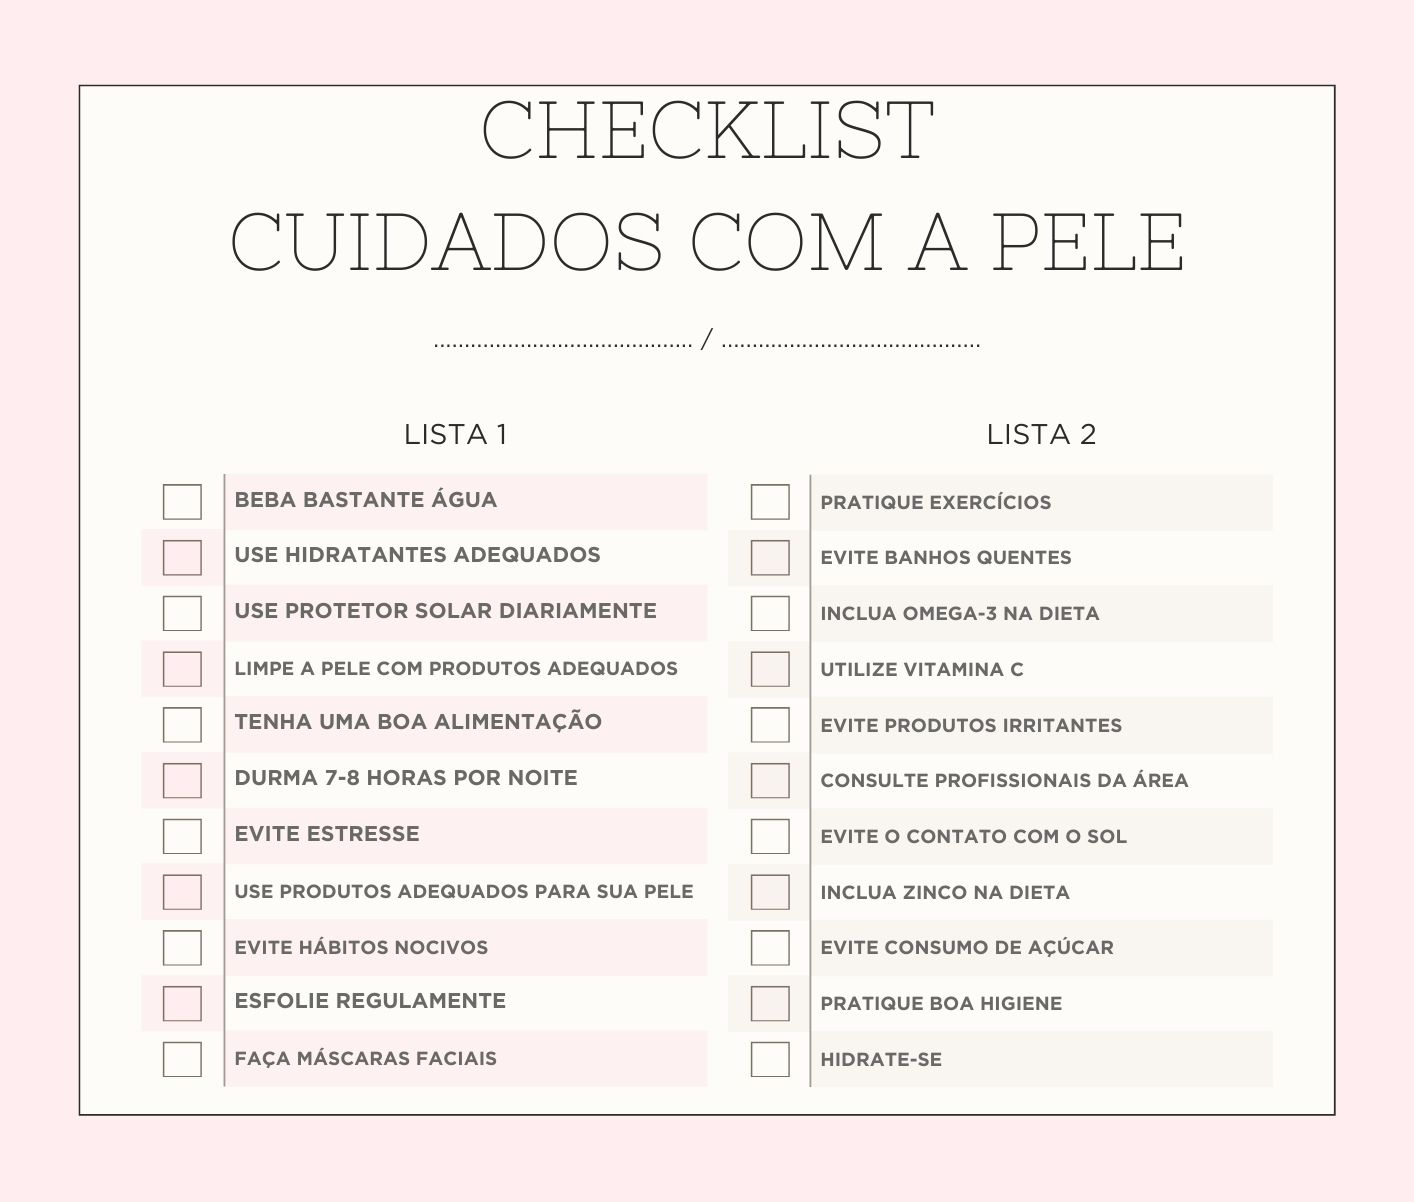 CHECKLIST
CUIDADOS COM A PELE
.......................................... / ..........................................
LISTA 1
BEBA BASTANTE ÁGUA
USE HIDRATANTES ADEQUADOS
USE PROTETOR SOLAR DIARIAMENTE
LIMPE A PELE COM PRODUTOS ADEQUADOS
TENHA UMA BOA ALIMENTAÇÃO
DURMA 7-8 HORAS POR NOITE
EVITE ESTRESSE
USE PRODUTOS ADEQUADOS PARA SUA PELE
EVITE HÁBITOS NOCIVOS
ESFOLIE REGULAMENTE
FAÇA MÁSCARAS FACIAIS
LISTA 2
PRATIQUE EXERCÍCIOS
EVITE BANHOS QUENTES
INCLUA OMEGA-3 NA DIETA
UTILIZE VITAMINA C
EVITE PRODUTOS IRRITANTES
CONSULTE PROFISSIONAIS DA ÁREA
EVITE O CONTATO COM O SOL
INCLUA ZINCO NA DIETA
EVITE CONSUMO DE AÇÚCAR
PRATIQUE BOA HIGIENE
HIDRATE-SE